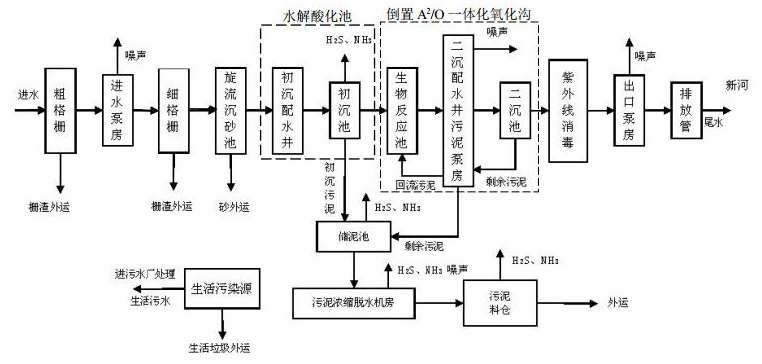 水解酸化池
倒置 A²/O 一体化氧化沟
噪声
H₂S、NH₃
噪声
噪声
进水
粗格栅
进水泵房
细格栅
旋流沉砂池
初沉配水井
初沉池
生物反应池
二沉配水井污泥泵房
二沉池
紫外线消毒
出口泵房
排放管
新河
尾水
回流污泥
剩余污泥
栅渣外运
栅渣外运
砂外运
初沉污泥
H₂S、NH₃
储泥池
剩余污泥
H₂S、NH₃ 噪声
H₂S、NH₃
进污水厂处理
生活污水
生活污染源
污泥浓缩脱水机房
污泥料仓
外运
生活垃圾外运